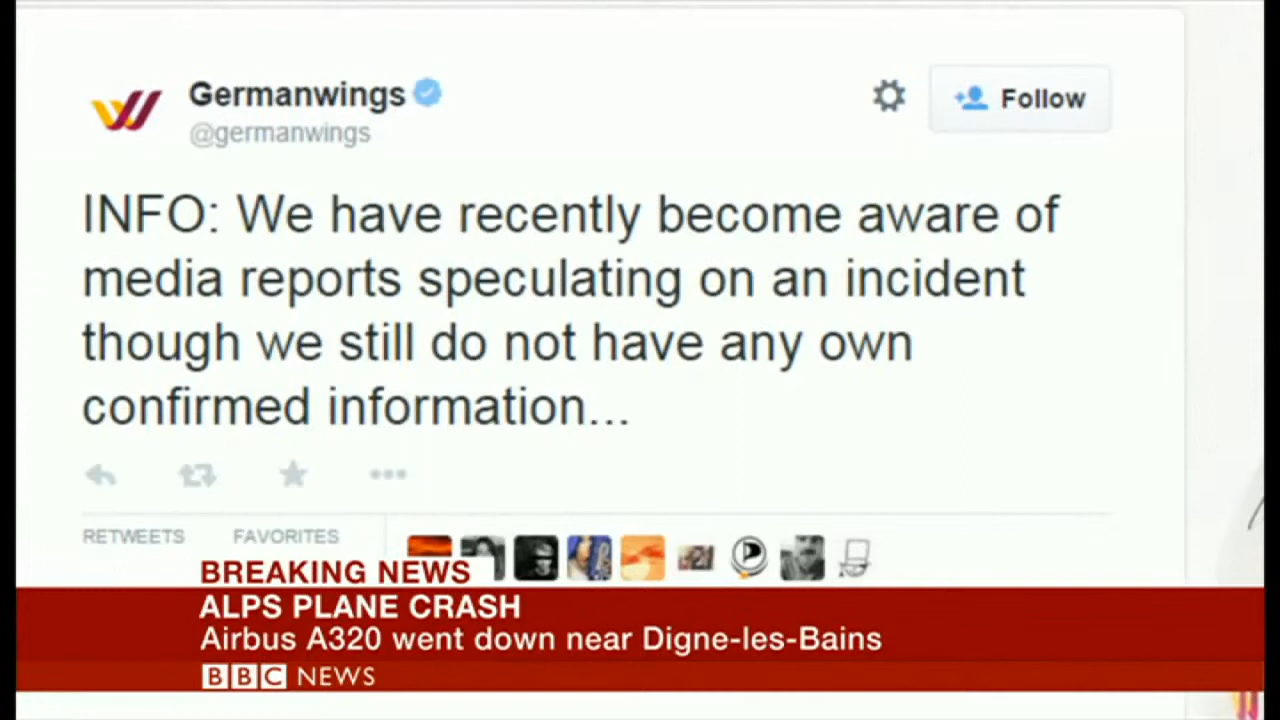 Germanwings
@germanwings
Follow
INFO: We have recently become aware of
media reports speculating on an incident
though we still do not have any own
confirmed information...
RETWEETS FAVORITES
BREAKING NEWS
ALPS PLANE CRASH
Airbus A320 went down near Digne-les-Bains
BBC NEWS